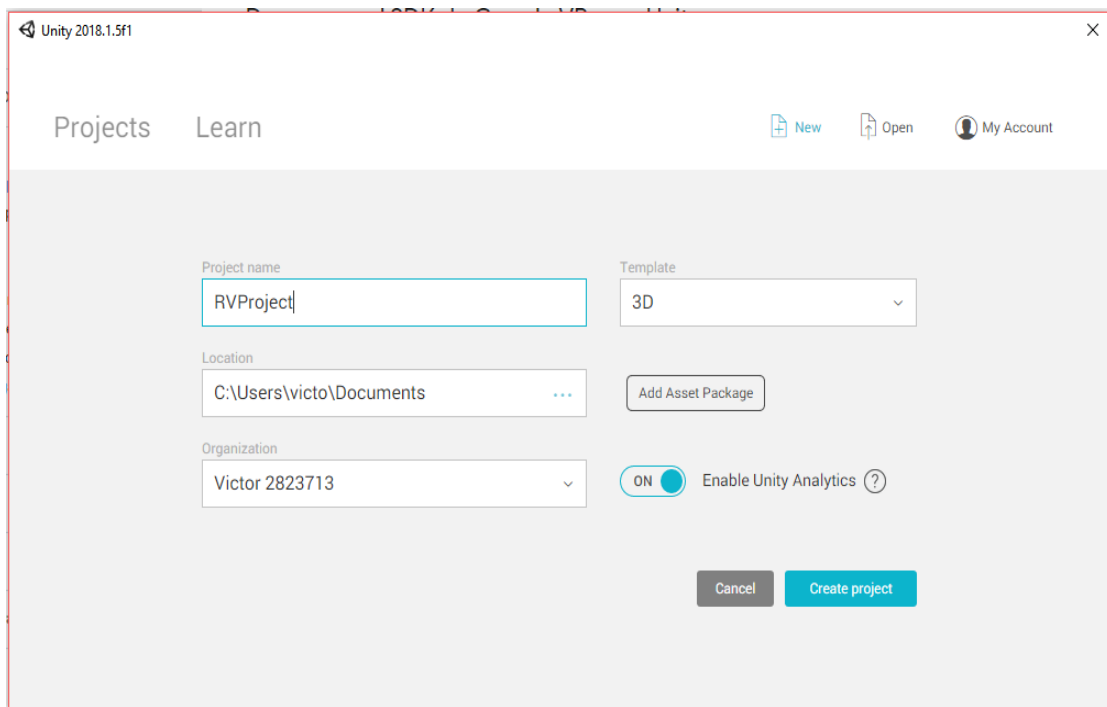 Unity 2018.1.5f1
Projects Learn New Open My Account
Project name Template
RVProject 3D
Location
C:\Users\victo\Documents ... Add Asset Package
Organization
Victor 2823713 ON Enable Unity Analytics ?
Cancel Create project